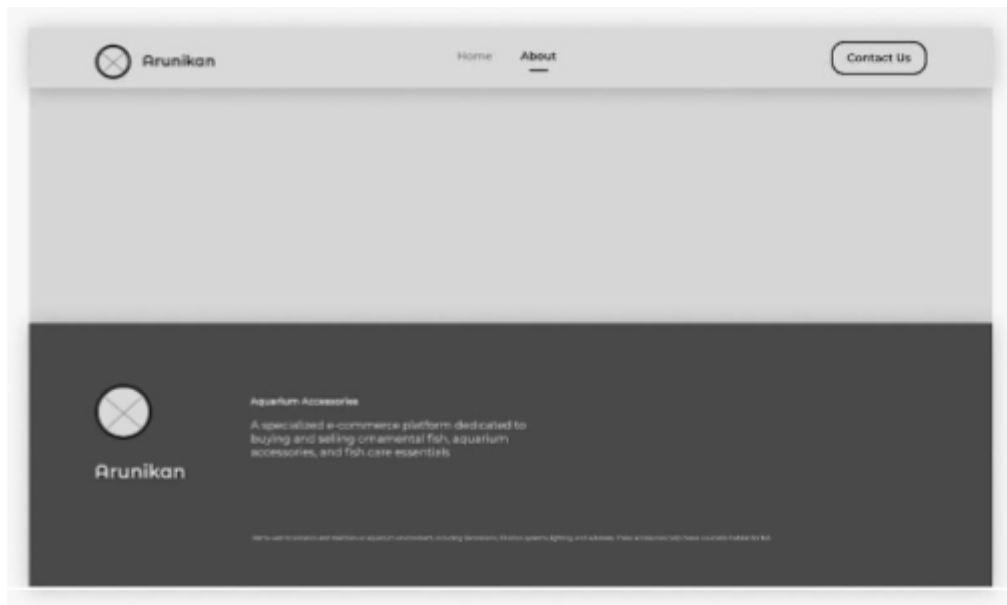 Arunikan
Home
About
Contact Us
Aquarium Accessories
A specialized e-commerce platform dedicated to
buying and selling ornamental fish, aquarium
accessories, and fish care essentials
Arunikan